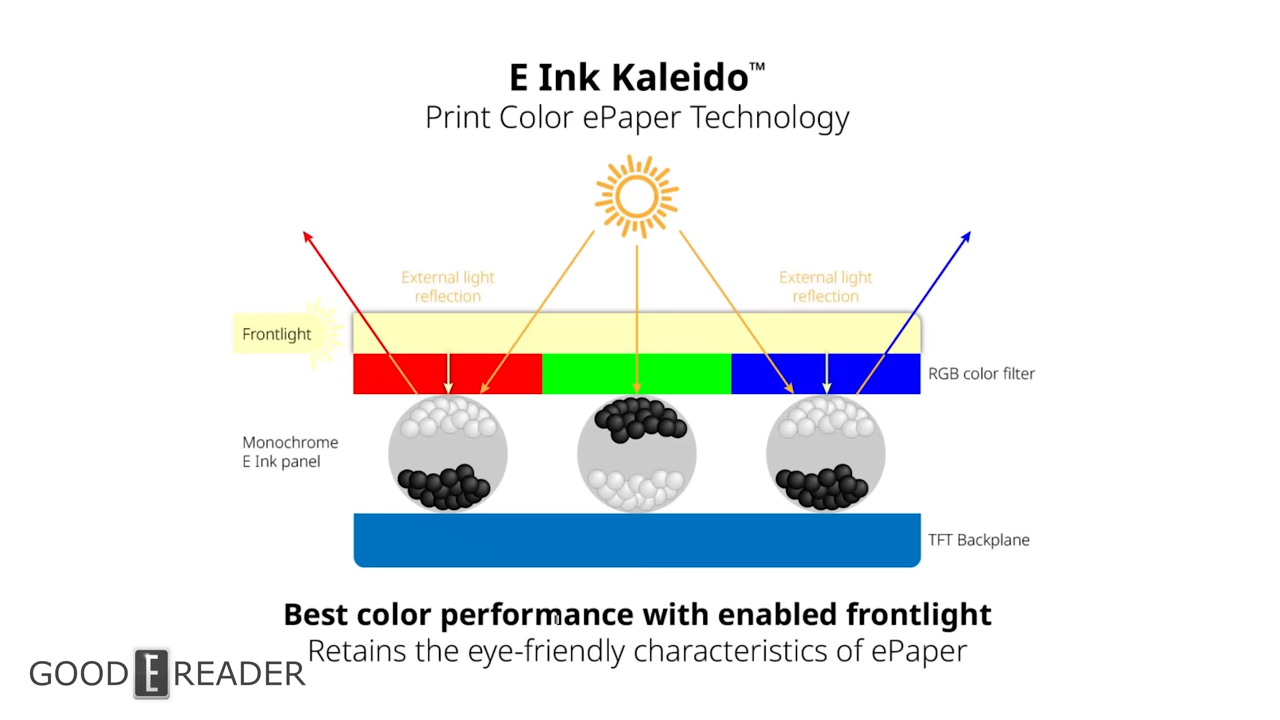 E Ink Kaleido™
Print Color ePaper Technology
External light
reflection
External light
reflection
Frontlight
RGB color filter
Monochrome
E Ink panel
TFT Backplane
Best color performance with enabled frontlight
Retains the eye-friendly characteristics of ePaper
GOOD E READER